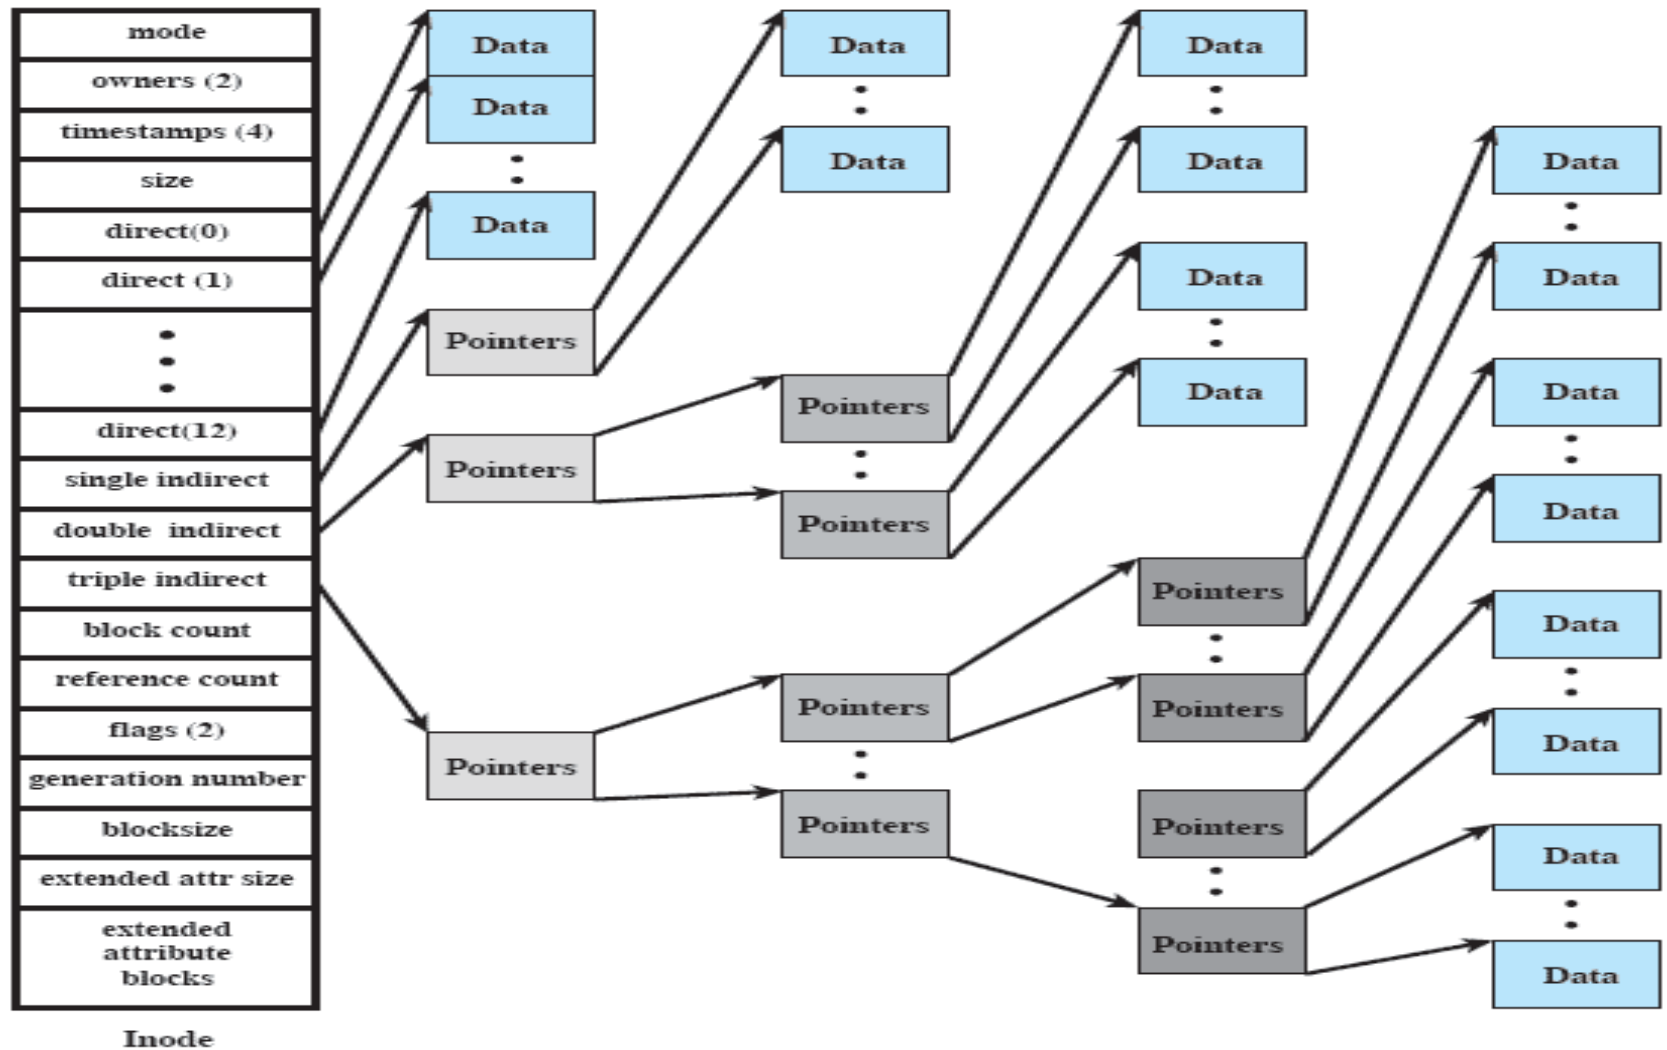 mode
owners (2)
timestamps (4)
size
direct(0)
direct (1)
direct(12)
single indirect
double indirect
triple indirect
block count
reference count
flags (2)
generation number
blocksize
extended attr size
extended
attribute
blocks
Inode
Data
Data
Data
Pointers
Pointers
Pointers
Data
Data
Pointers
Pointers
Pointers
Pointers
Data
Data
Data
Data
Pointers
Pointers
Pointers
Pointers
Data
Data
Data
Data
Data
Data
Data
Data